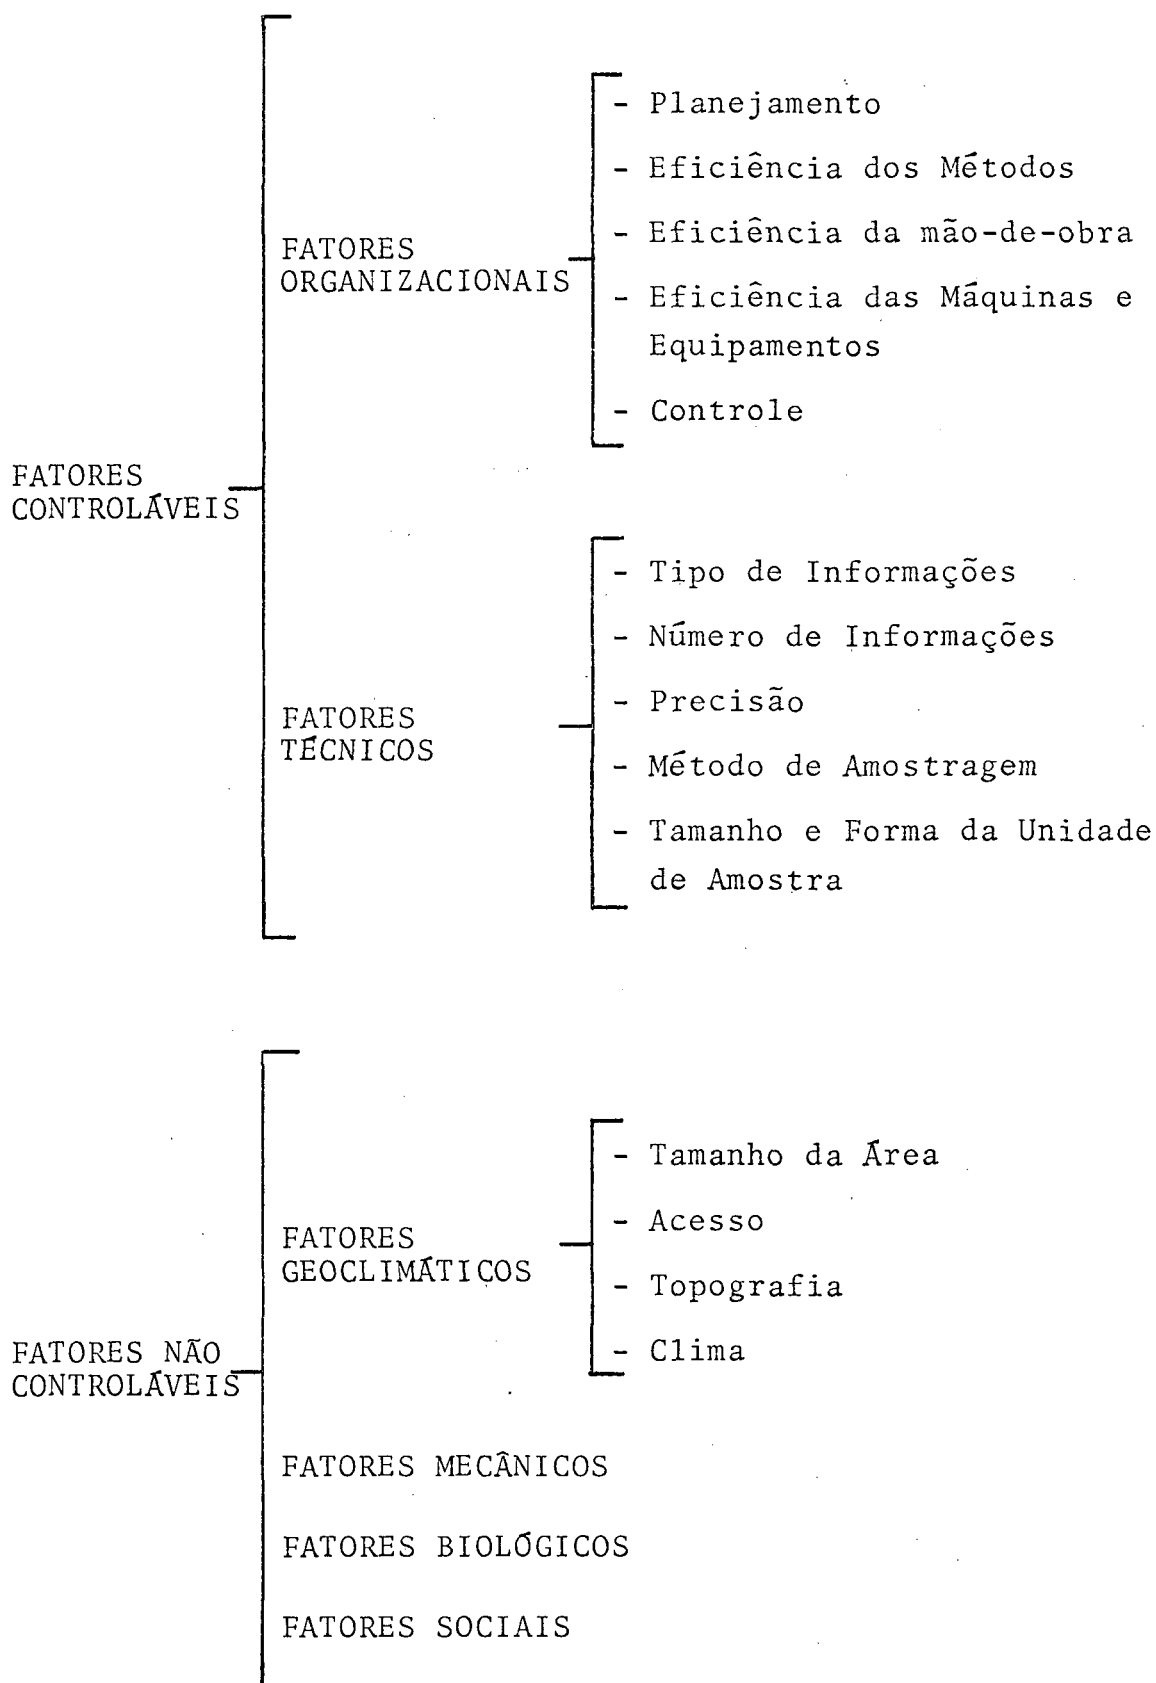 FATORES
CONTROLÁVEIS
FATORES
ORGANIZACIONAIS
- Planejamento
- Eficiência dos Métodos
- Eficiência da mão-de-obra
- Eficiência das Máquinas e
Equipamentos
- Controle
FATORES
TÉCNICOS
- Tipo de Informações
- Número de Informações
- Precisão
- Método de Amostragem
- Tamanho e Forma da Unidade
de Amostra
FATORES NÃO
CONTROLÁVEIS
FATORES
GEOCLIMÁTICOS
- Tamanho da Área
- Acesso
- Topografia
- Clima
FATORES MECÂNICOS
FATORES BIOLÓGICOS
FATORES SOCIAIS